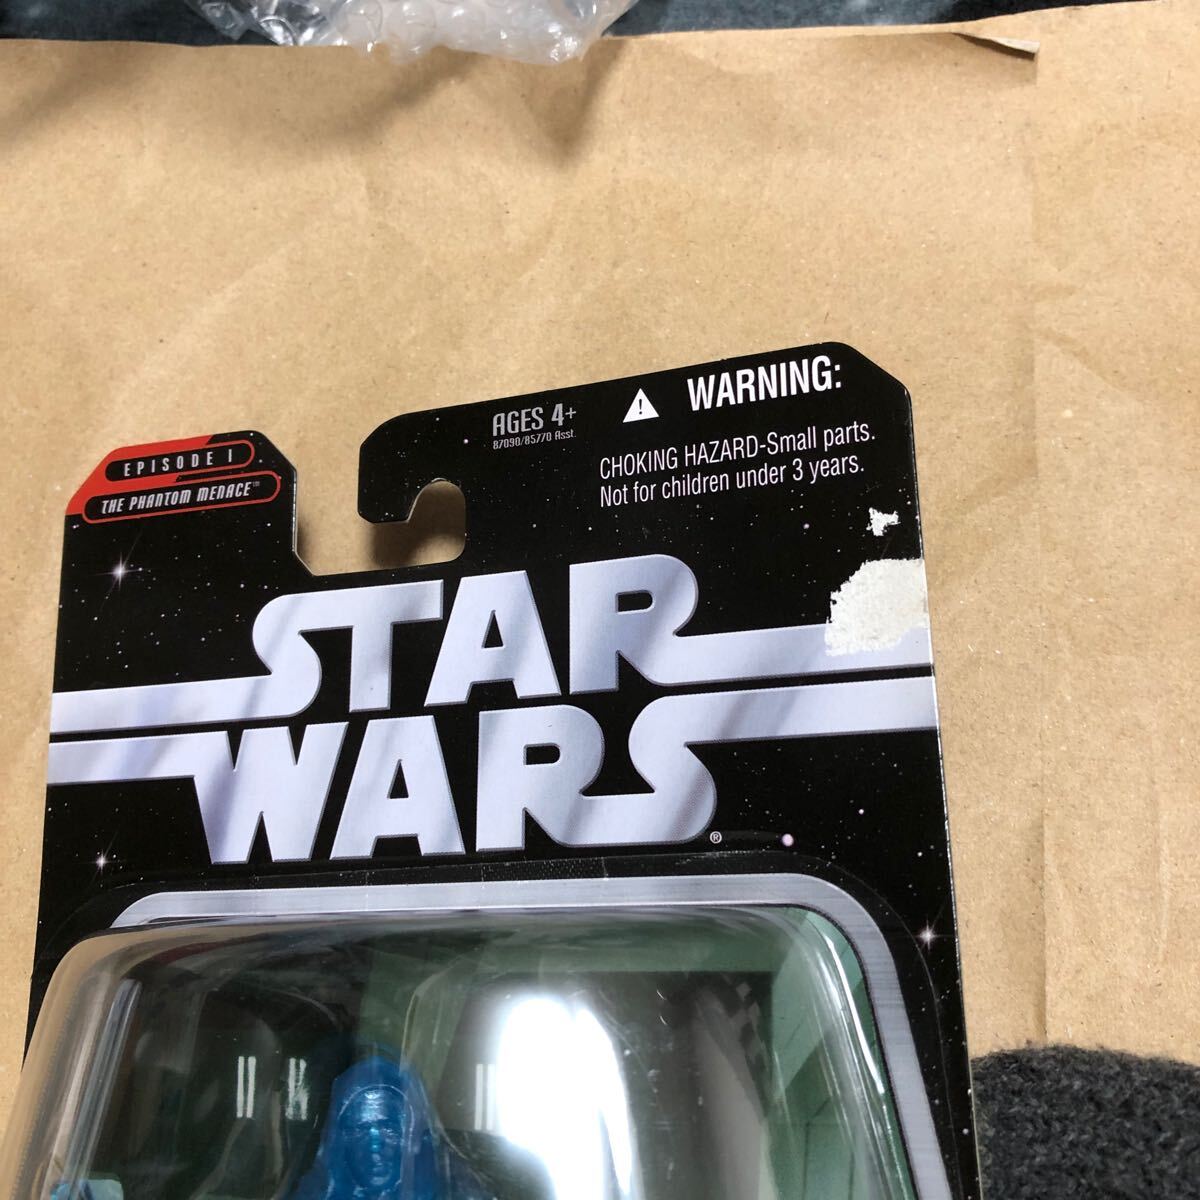 EPISODE I
THE PHANTOM MENACE™
AGES 4+
87090/85770 Asst.
WARNING:
CHOKING HAZARD-Small parts.
Not for children under 3 years.
STAR
WARS®